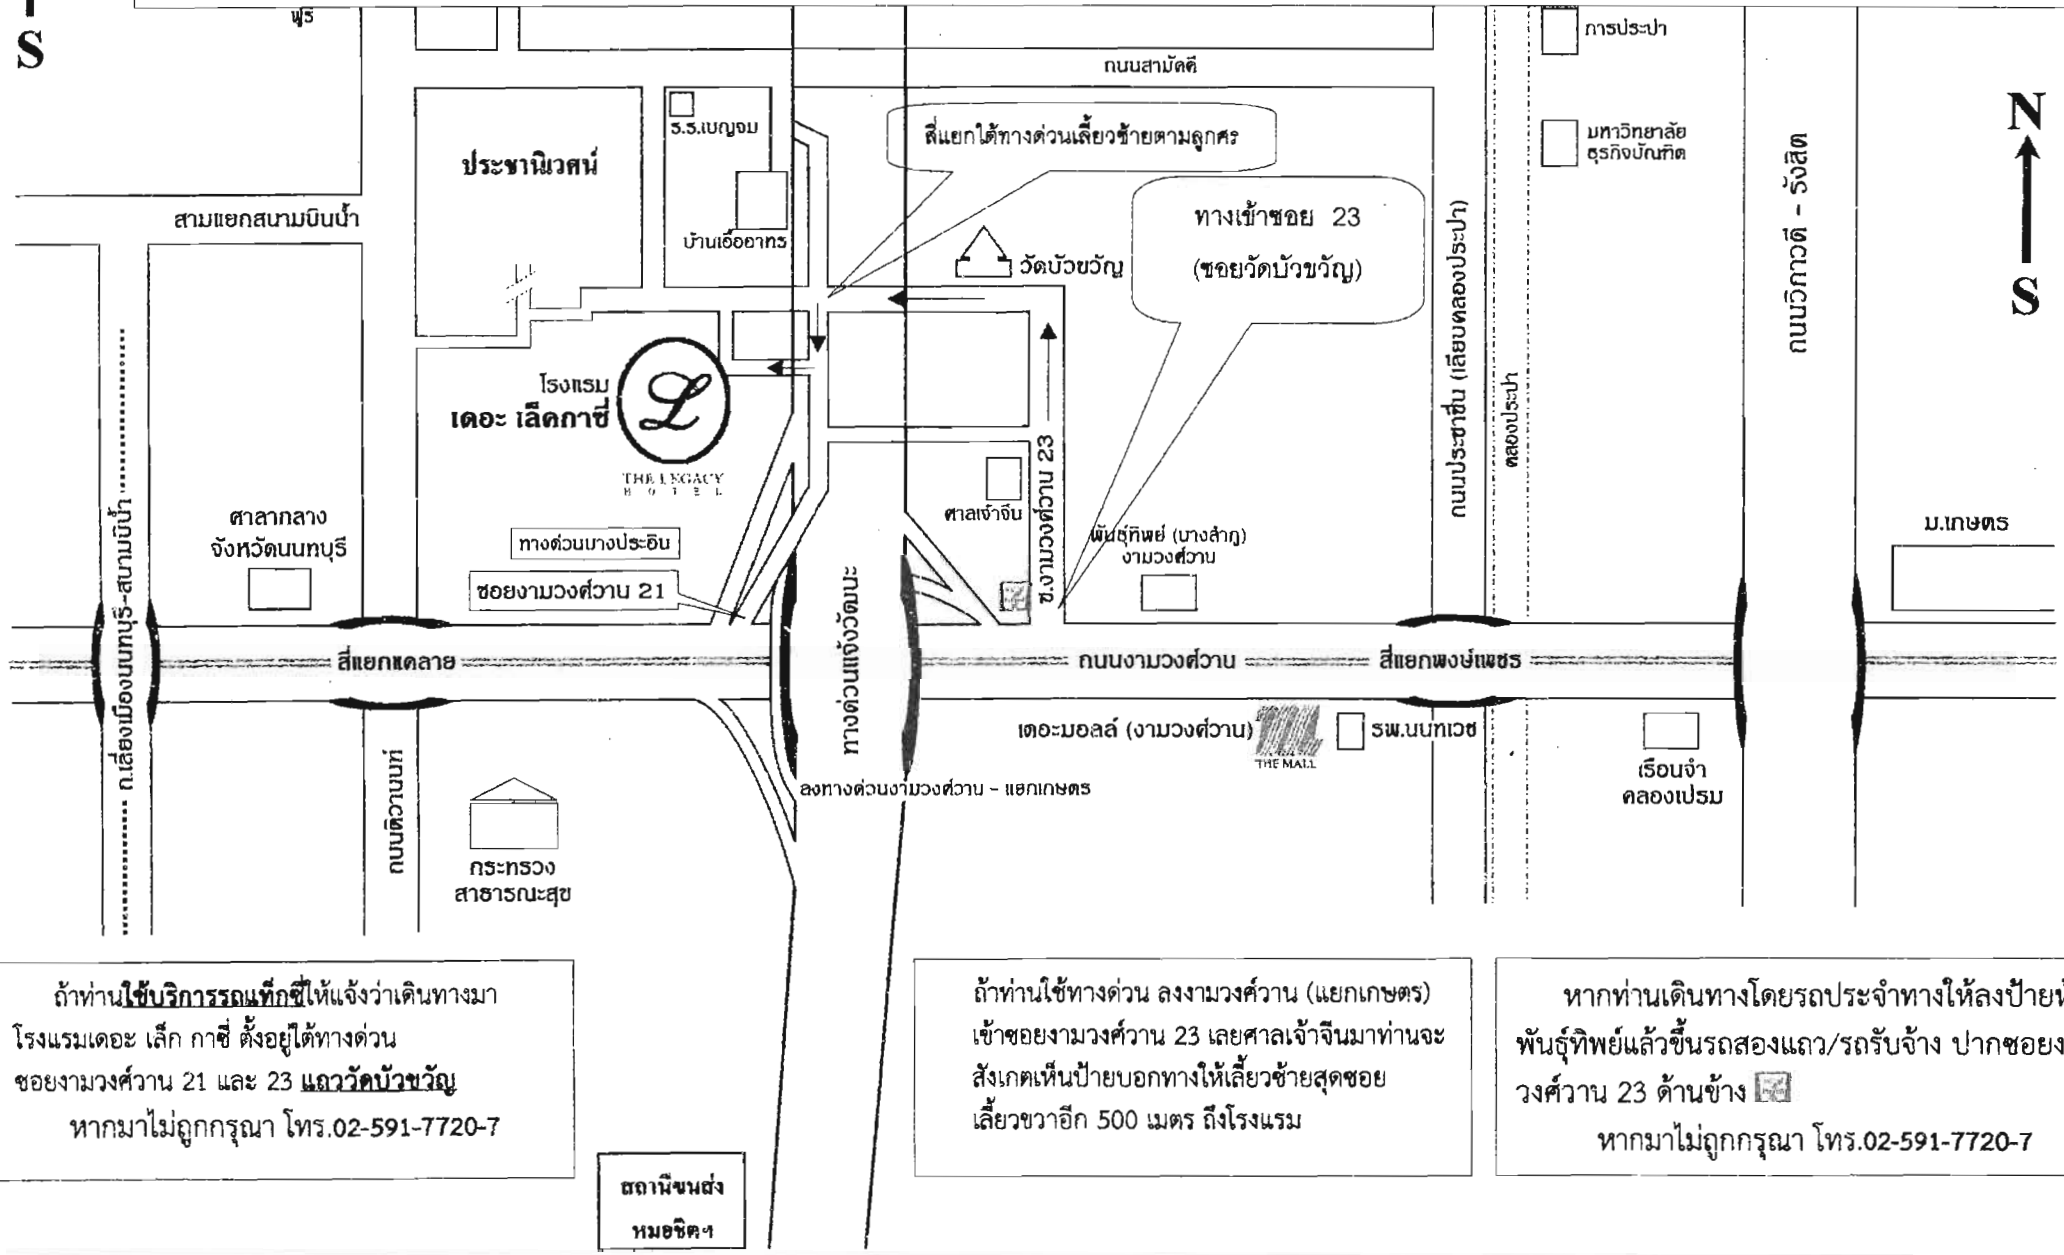 ฟรี
S
การประปา
ถนนสามัคคี
N
S
ร.ร.เบญจม
สี่แยกใต้ทางด่วนเลี้ยวซ้ายตามลูกศร
มหาวิทยาลัย
ธุรกิจบัณฑิต
ประชานิเวศน์
ถนนวิภาวดี - รังสิต
สามแยกสนามบินน้ำ
บ้านเอื้ออาทร
วัดบัวขวัญ
ทางเข้าซอย 23
(ซอยวัดบัวขวัญ)
ถนนประชาชื่น (เลียบคลองประปา)
คลองประปา
โรงแรม
เดอะ เล็คกาซี่
L
THE LEGACY
HOTEL
ศาลเจ้าจีน
ซ.งามวงศ์วาน 23
พันธุ์ทิพย์ (บางลำภู)
งามวงศ์วาน
ม.เกษตร
ศาลากลาง
จังหวัดนนทบุรี
ถ.เลี่ยงเมืองนนทบุรี-สนามบินน้ำ
ทางด่วนบางปะอิน
ซอยงามวงศ์วาน 21
ทางด่วนแจ้งวัฒนะ
สี่แยกแคลาย
ถนนงามวงศ์วาน
สี่แยกพงษ์เพชร
เดอะมอลล์ (งามวงศ์วาน)
THE MALL
รพ.นนทเวช
เรือนจำ
คลองเปรม
ลงทางด่วนงามวงศ์วาน - แยกเกษตร
ถนนติวานนท์
กระทรวง
สาธารณะสุข
ถ้าท่านใช้บริการรถแท็กซี่ให้แจ้งว่าเดินทางมา
โรงแรมเดอะ เล็ก กาซี่ ตั้งอยู่ใต้ทางด่วน
ซอยงามวงศ์วาน 21 และ 23 แถววัดบัวขวัญ
หากมาไม่ถูกกรุณา โทร.02-591-7720-7
ถ้าท่านใช้ทางด่วน ลงงามวงศ์วาน (แยกเกษตร)
เข้าซอยงามวงศ์วาน 23 เลยศาลเจ้าจีนมาท่านจะ
สังเกตเห็นป้ายบอกทางให้เลี้ยวซ้ายสุดซอย
เลี้ยวขวาอีก 500 เมตร ถึงโรงแรม
หากท่านเดินทางโดยรถประจำทางให้ลงป้าย
พันธุ์ทิพย์แล้วขึ้นรถสองแถว/รถรับจ้าง ปากซอย
วงศ์วาน 23 ด้านข้าง
หากมาไม่ถูกกรุณา โทร.02-591-7720-7
สถานีขนส่ง
หมอชิตฯ